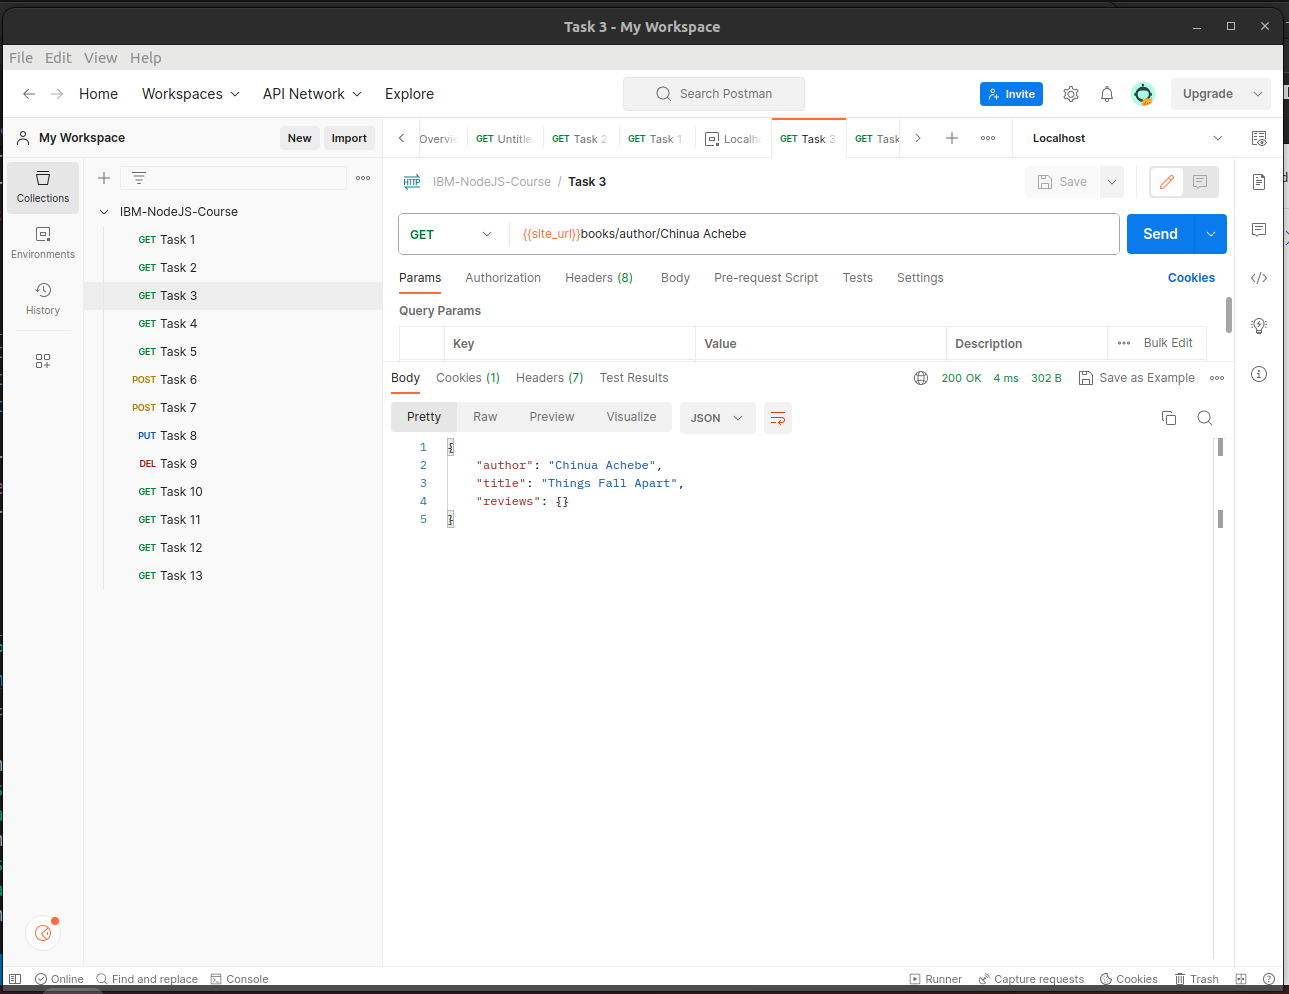 Task 3 - My Workspace
File Edit View Help
Home Workspaces API Network Explore Search Postman Invite Upgrade
My Workspace New Import
Overvie GET Untitle GET Task 2 GET Task 1 Localh GET Task 3 GET Task Localhost
Collections
Environments
History
IBM-NodeJS-Course
GET Task 1
GET Task 2
GET Task 3
GET Task 4
GET Task 5
POST Task 6
POST Task 7
PUT Task 8
DEL Task 9
GET Task 10
GET Task 11
GET Task 12
GET Task 13
HTTP IBM-NodeJS-Course / Task 3 Save
GET {{site_url}}books/author/Chinua Achebe Send
Params Authorization Headers (8) Body Pre-request Script Tests Settings Cookies
Query Params
Key Value Description Bulk Edit
Body Cookies (1) Headers (7) Test Results 200 OK 4 ms 302 B Save as Example
Pretty Raw Preview Visualize JSON
1 {
2 "author": "Chinua Achebe",
3 "title": "Things Fall Apart",
4 "reviews": {}
5 }
Online Find and replace Console Runner Capture requests Cookies Trash